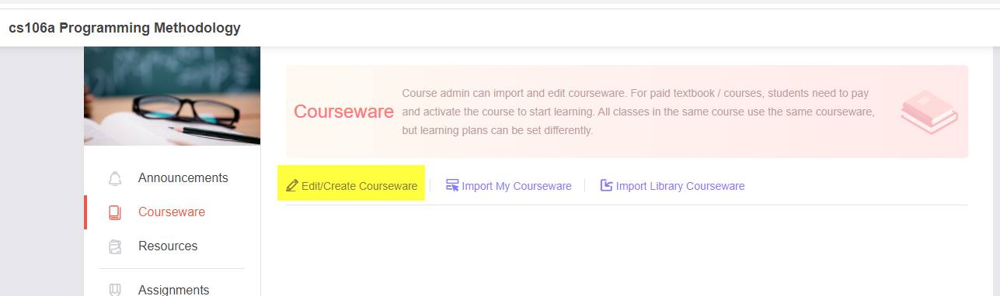 cs106a Programming Methodology
Courseware
Course admin can import and edit courseware. For paid textbook / courses, students need to pay
and activate the course to start learning. All classes in the same course use the same courseware,
but learning plans can be set differently.
Announcements
Courseware
Resources
Assignments
Edit/Create Courseware
Import My Courseware
Import Library Courseware